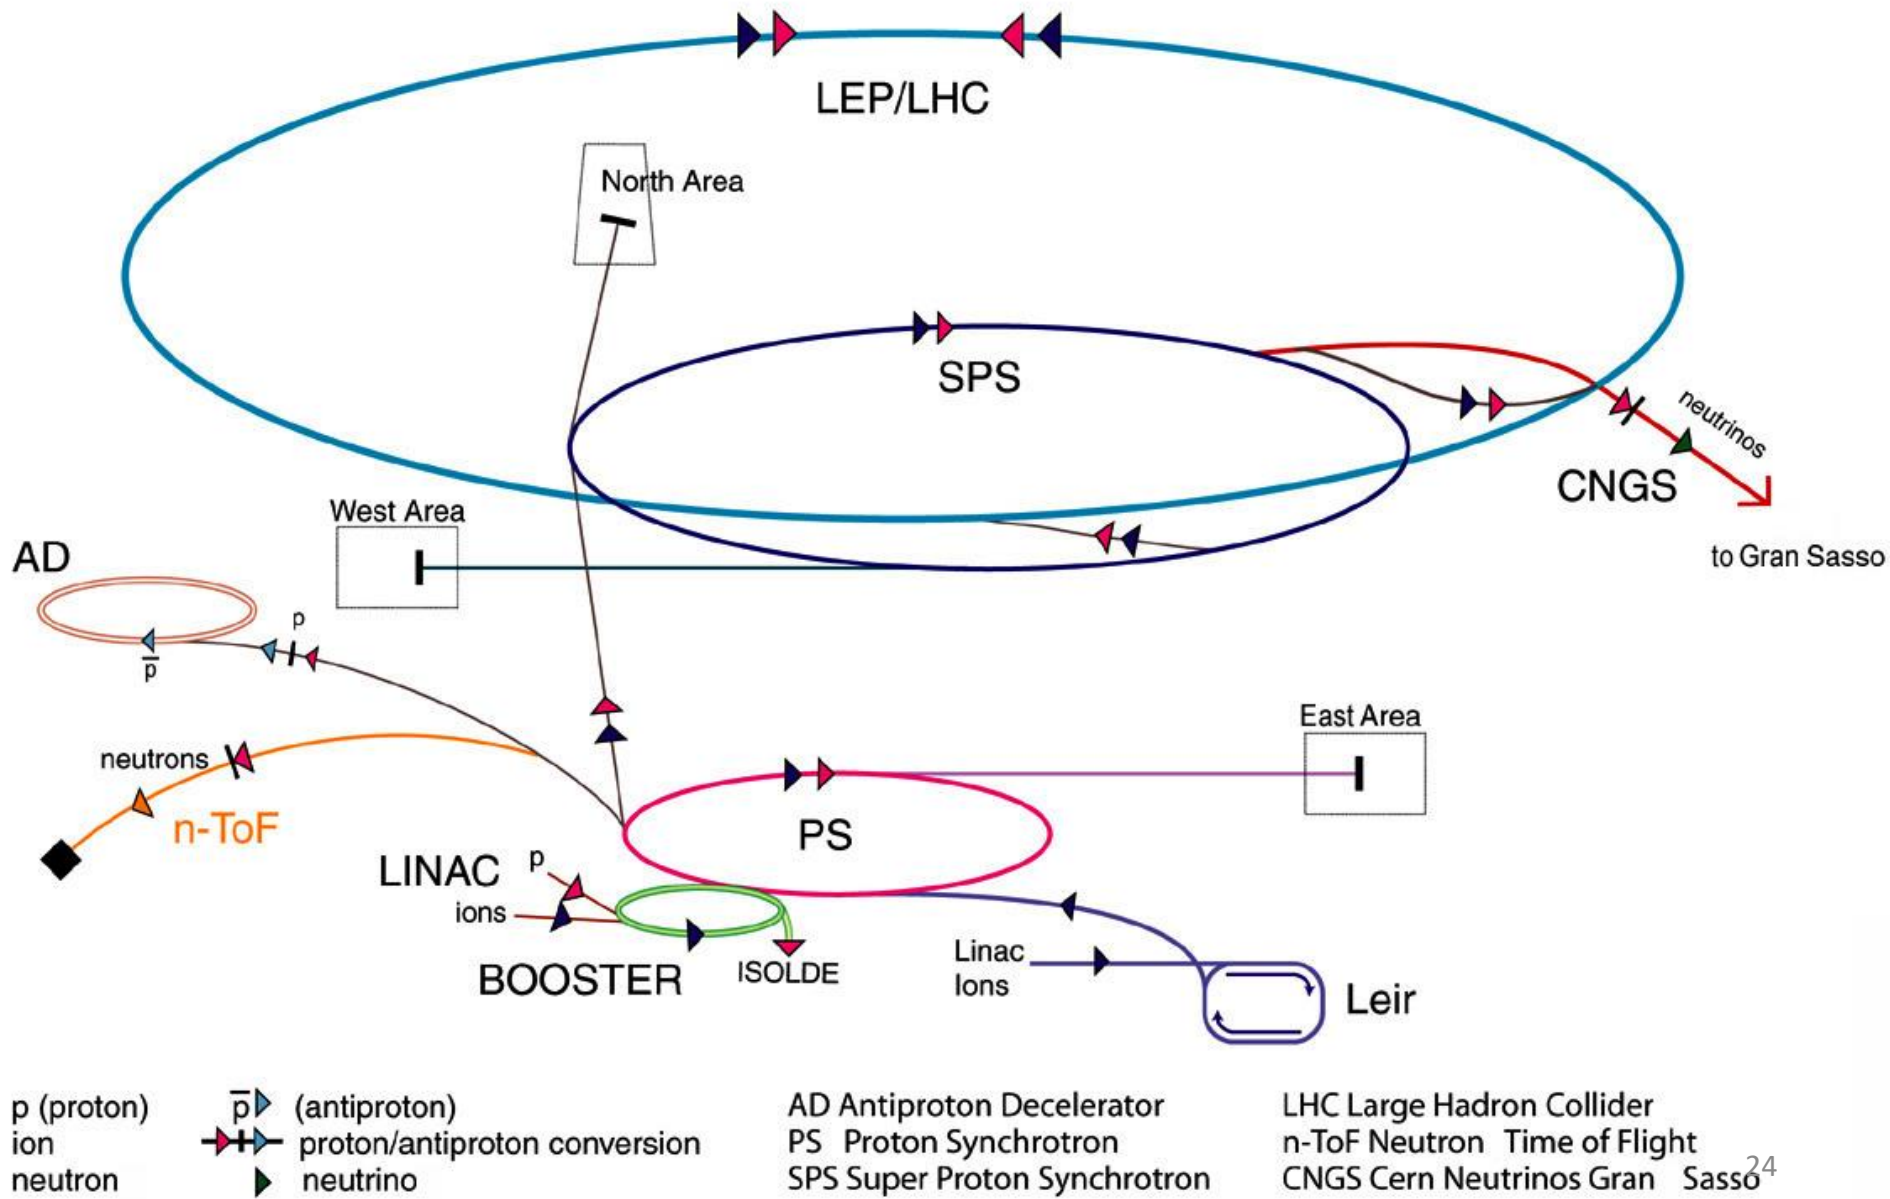 LEP/LHC
North Area
SPS
neutrinos
CNGS
West Area
to Gran Sasso
AD
p
p̅
neutrons
n-ToF
East Area
PS
LINAC
p
ions
BOOSTER
ISOLDE
Linac
Ions
Leir
p (proton)
ion
neutron
p̅ (antiproton)
proton/antiproton conversion
neutrino
AD Antiproton Decelerator
PS Proton Synchrotron
SPS Super Proton Synchrotron
LHC Large Hadron Collider
n-ToF Neutron Time of Flight
CNGS Cern Neutrinos Gran Sasso
24